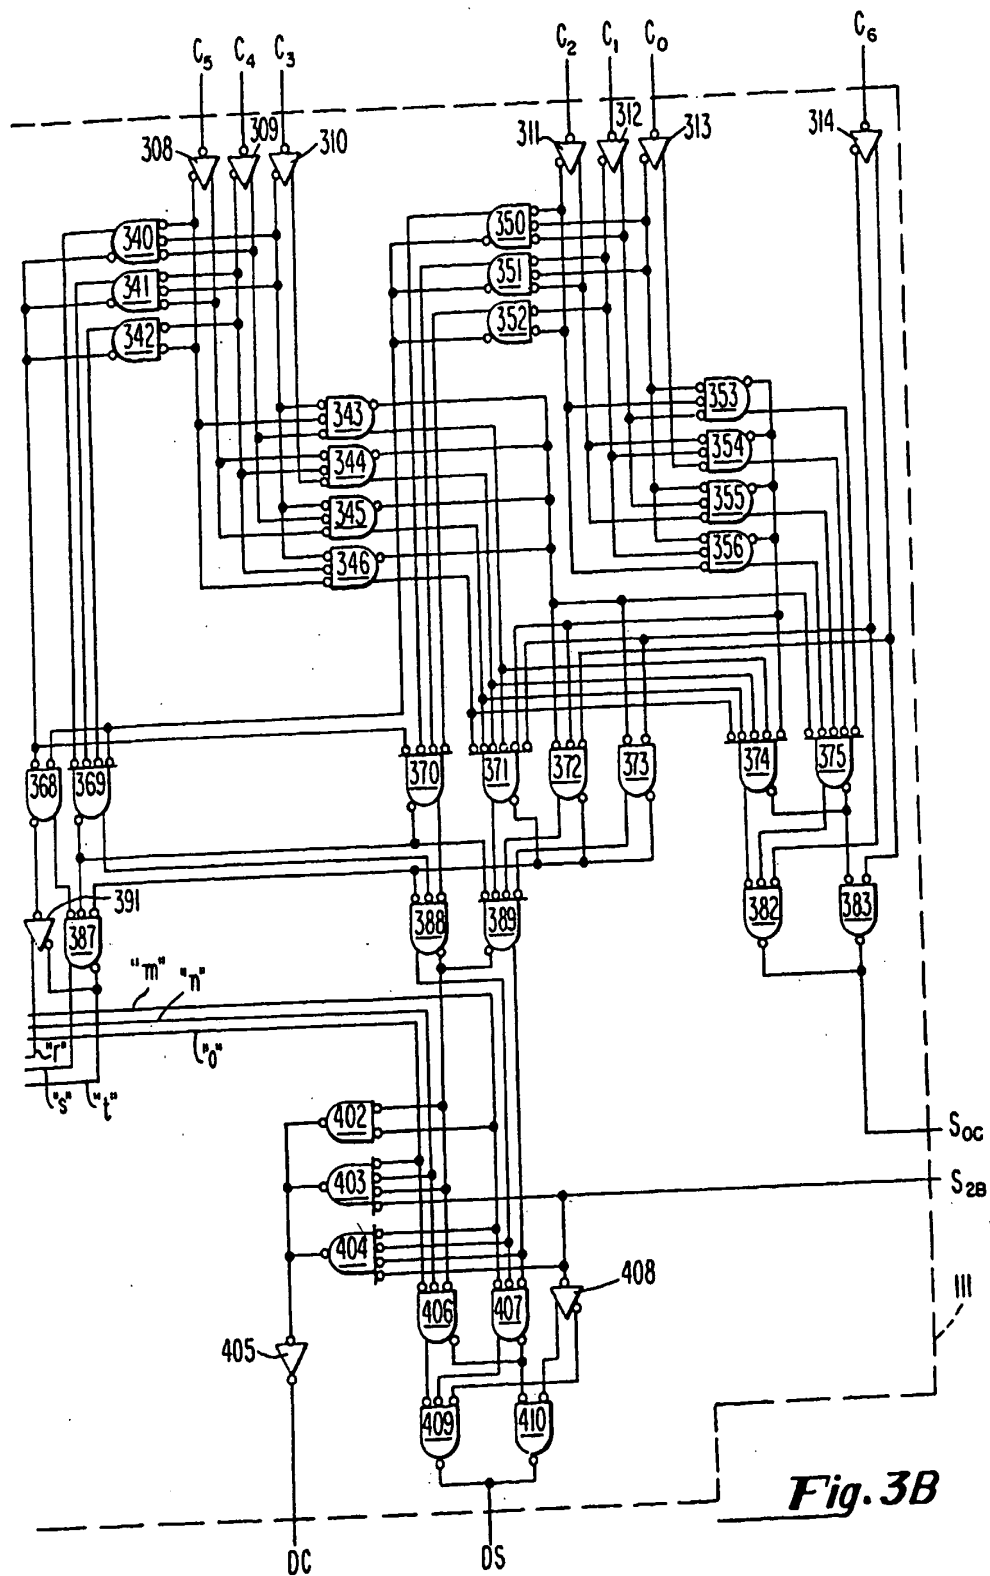 C5 C4 C3 C2 C1 C0 C6
308 309 310 311 312 313 314
340 350
341 351
342 352
343 353
344 354
345 355
346 356
368 369 370 371 372 373 374 375
391 387 388 389 382 383
"m" "n"
"r" "o"
"s" "t"
402 SOC
403 S2B
404
408
406 407
405 111
409 410
Fig. 3B
DC DS